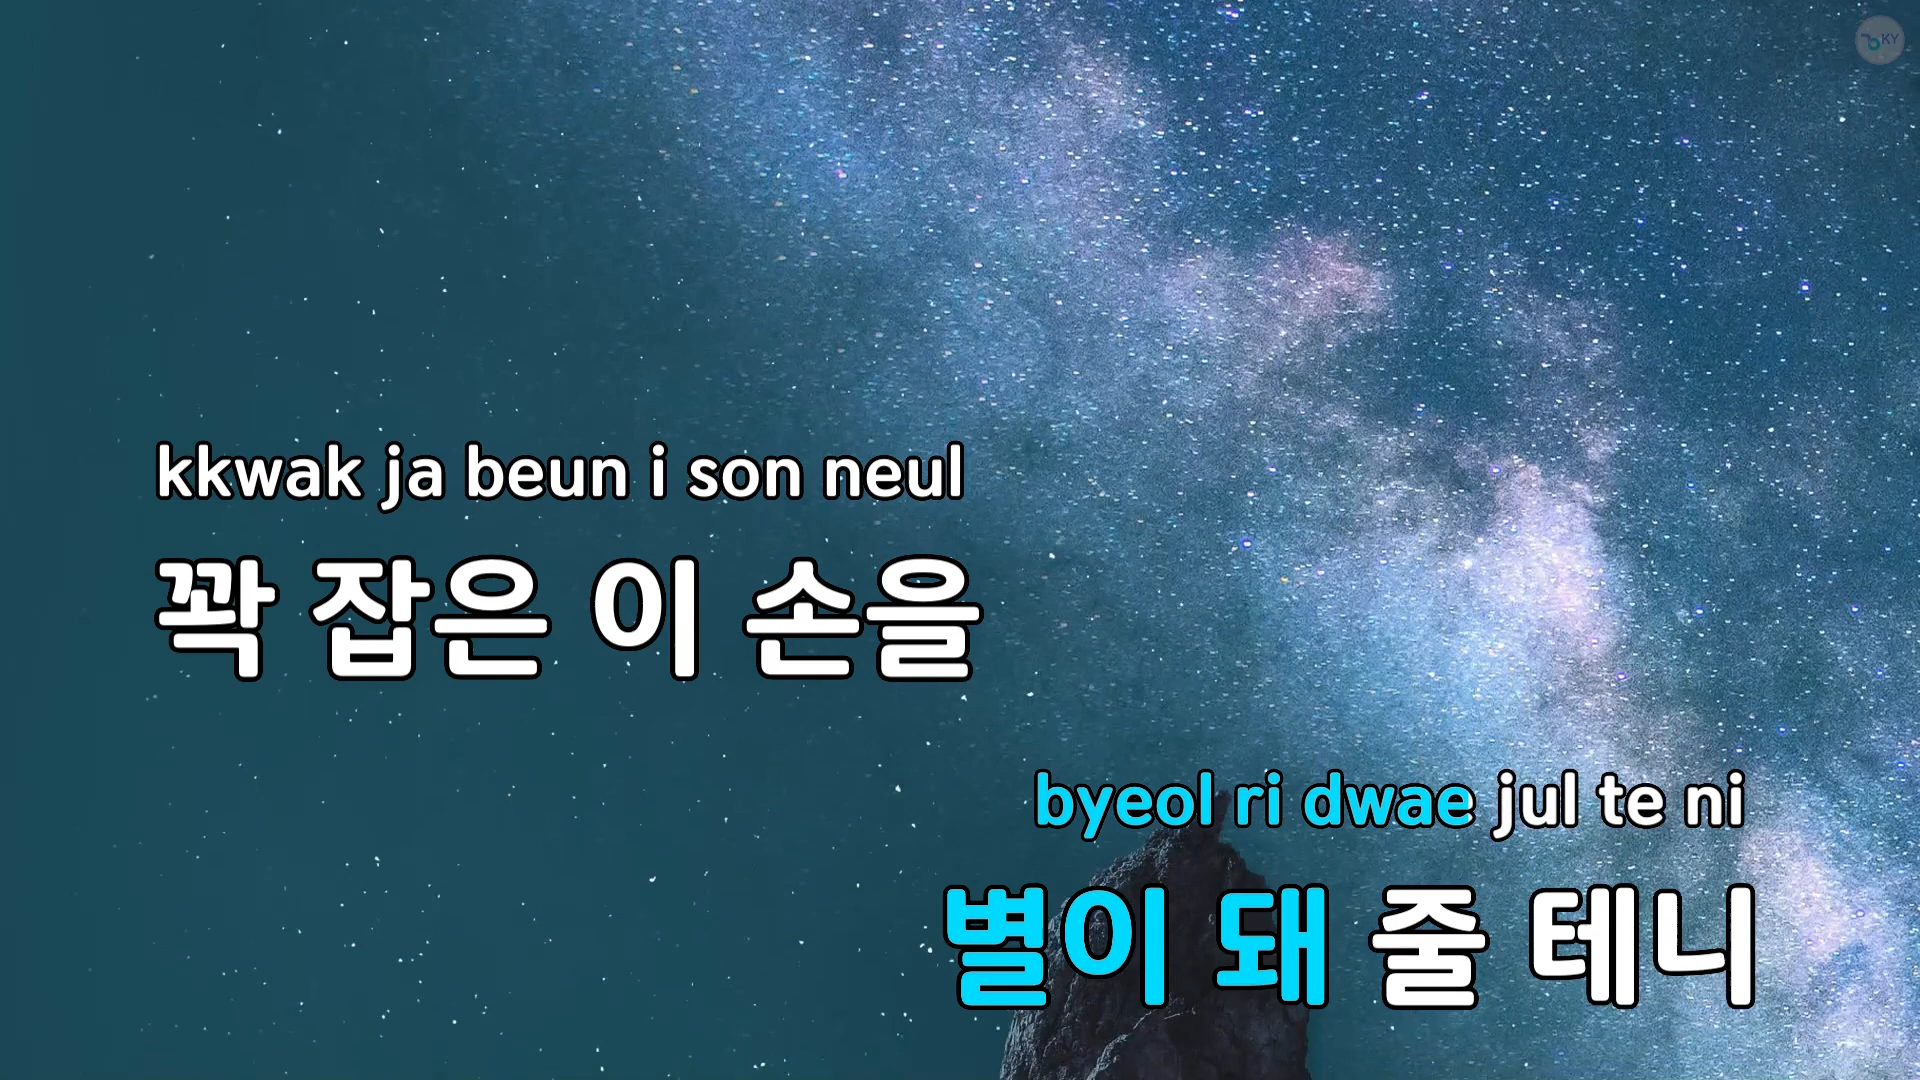 KY
kkwak ja beun i son neul
꽉 잡은 이 손을
byeol ri dwae jul te ni
별이 돼 줄 테니